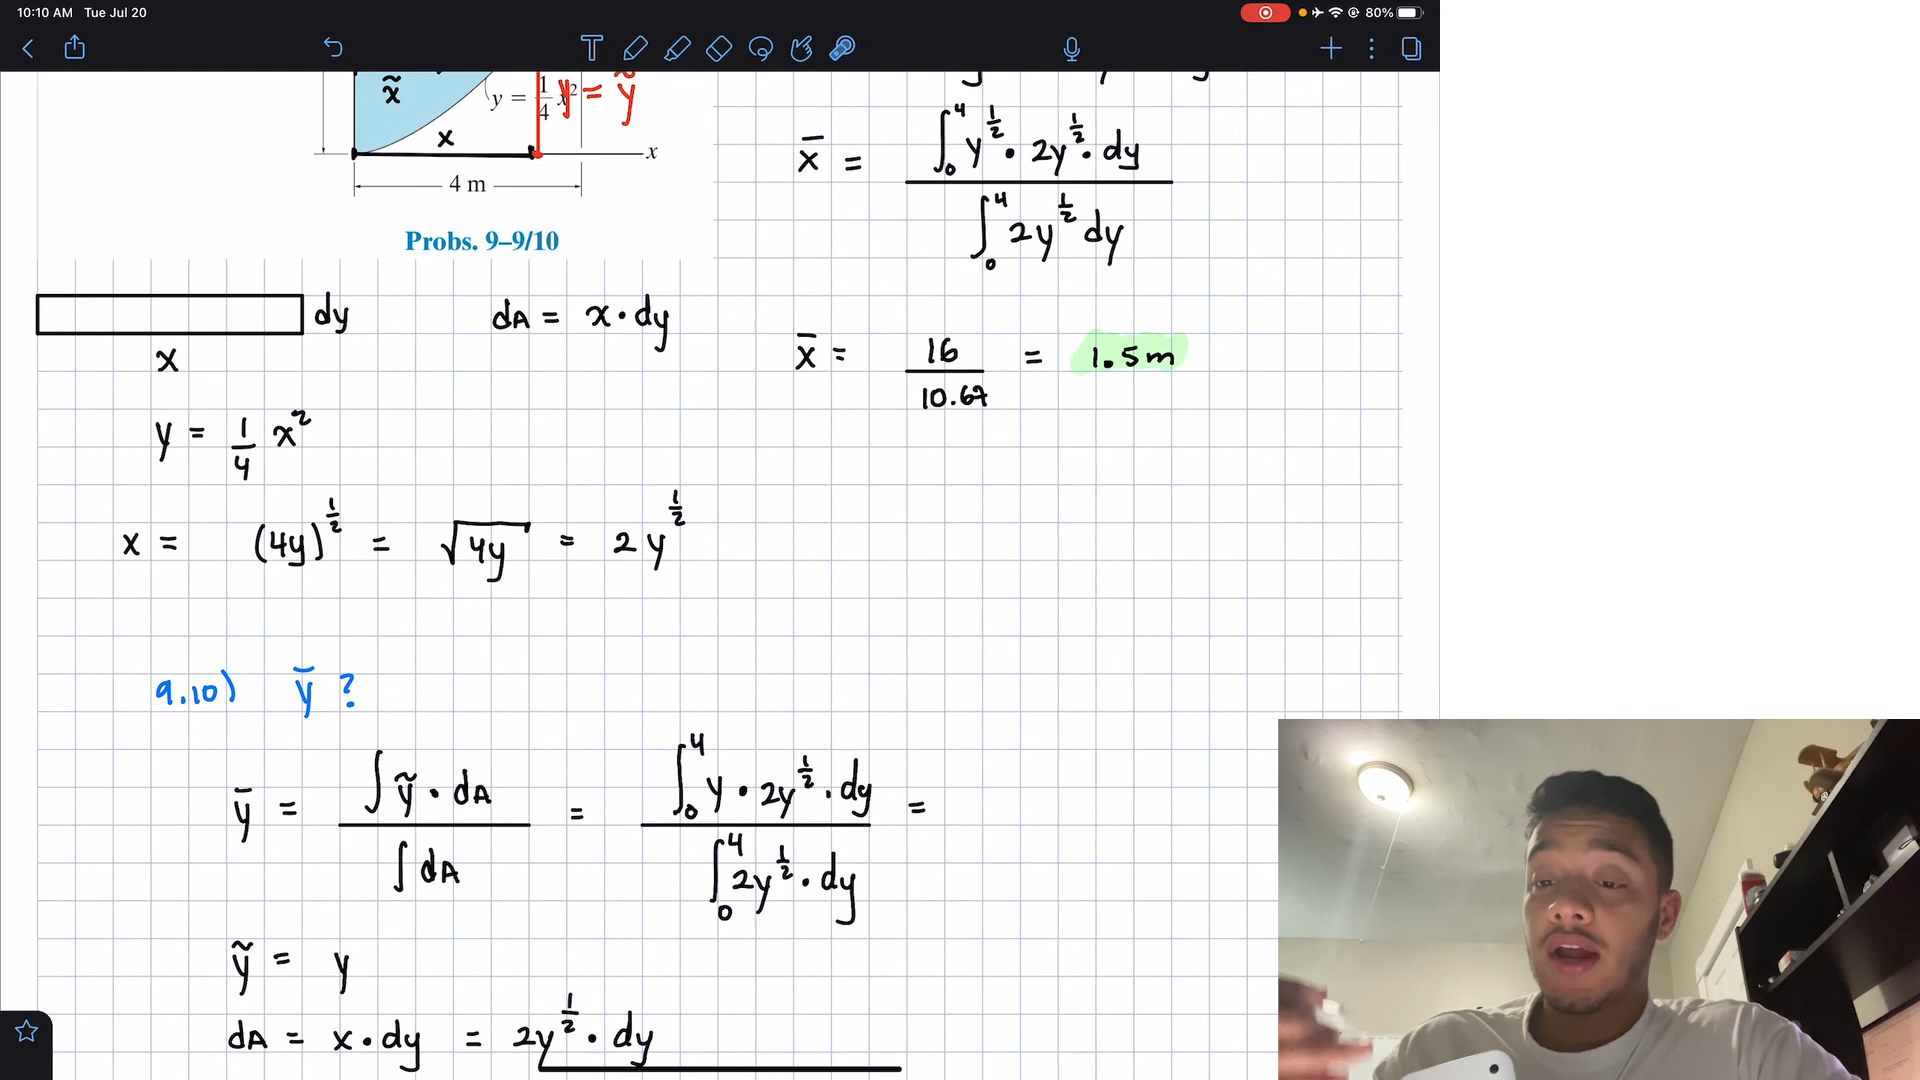 10:10 AM Tue Jul 20
80%
x̃
y = 1/4 x²
y = ỹ
x
x
4 m
Probs. 9–9/10
x̄ = ∫₀⁴ y^½ • 2y^½ • dy / ∫₀⁴ 2y^½ dy
dy
dA = x • dy
x
x̄ = 16 / 10.67 = 1.5m
y = 1/4 x²
x = (4y)^½ = √4y = 2y^½
9.10) ȳ ?
ȳ = ∫ ỹ • dA / ∫ dA = ∫₀⁴ y • 2y^½ • dy / ∫₀⁴ 2y^½ • dy =
ỹ = y
dA = x • dy = 2y^½ • dy